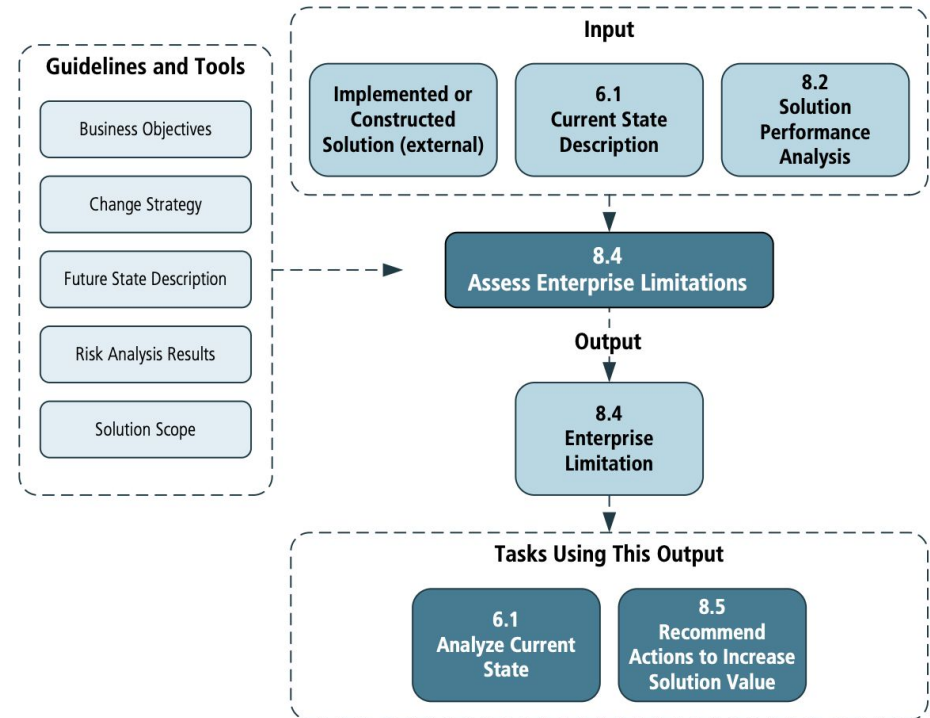 Input
Guidelines and Tools
Business Objectives
Change Strategy
Future State Description
Risk Analysis Results
Solution Scope
Implemented or
Constructed
Solution (external)
6.1
Current State
Description
8.2
Solution
Performance
Analysis
8.4
Assess Enterprise Limitations
Output
8.4
Enterprise
Limitation
Tasks Using This Output
6.1
Analyze Current
State
8.5
Recommend
Actions to Increase
Solution Value